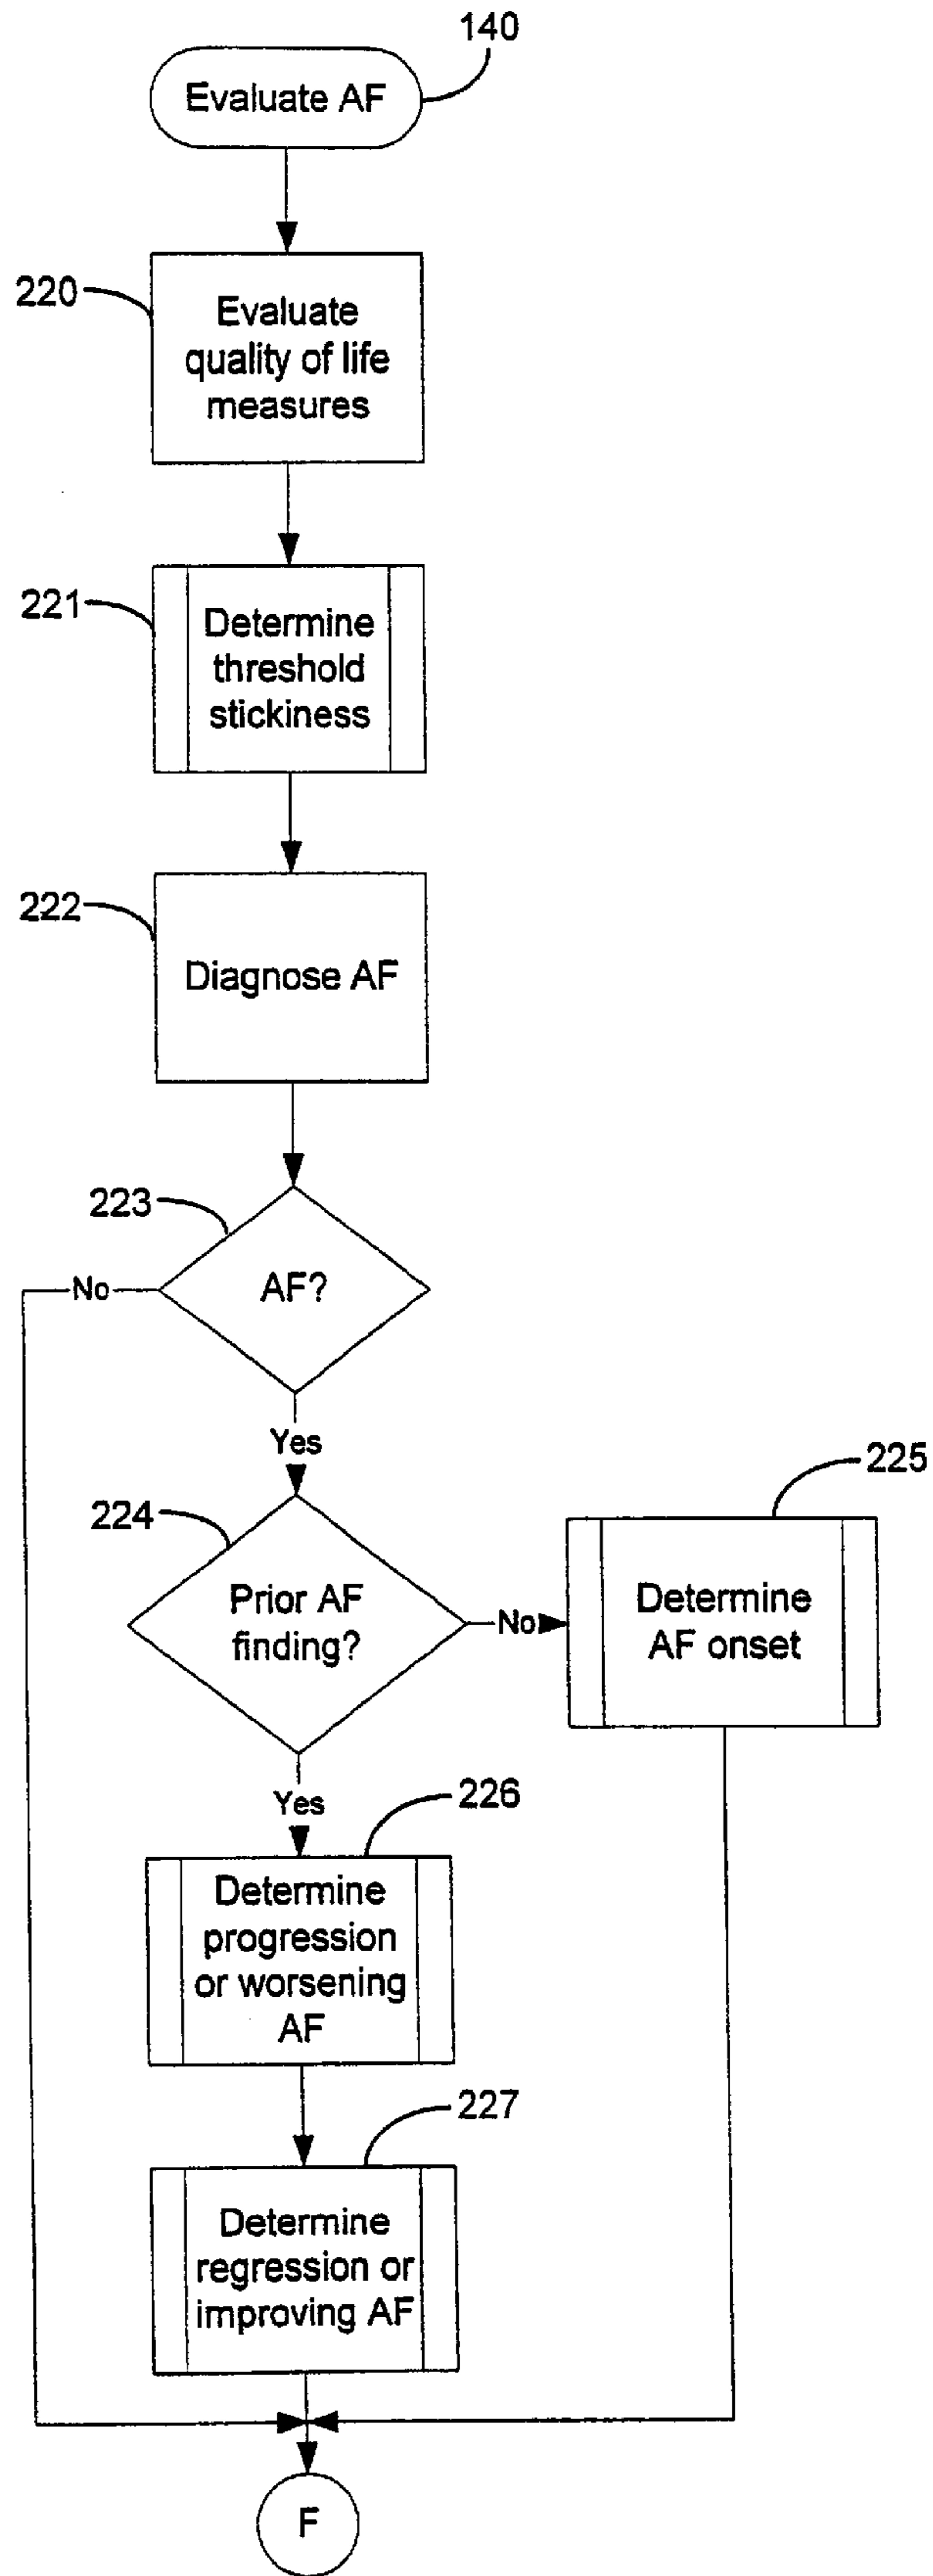 140
Evaluate AF
220
Evaluate
quality of life
measures
221
Determine
threshold
stickiness
222
Diagnose AF
223
AF?
No
Yes
224
Prior AF
finding?
No
225
Determine
AF onset
Yes
226
Determine
progression
or worsening
AF
227
Determine
regression or
improving AF
F